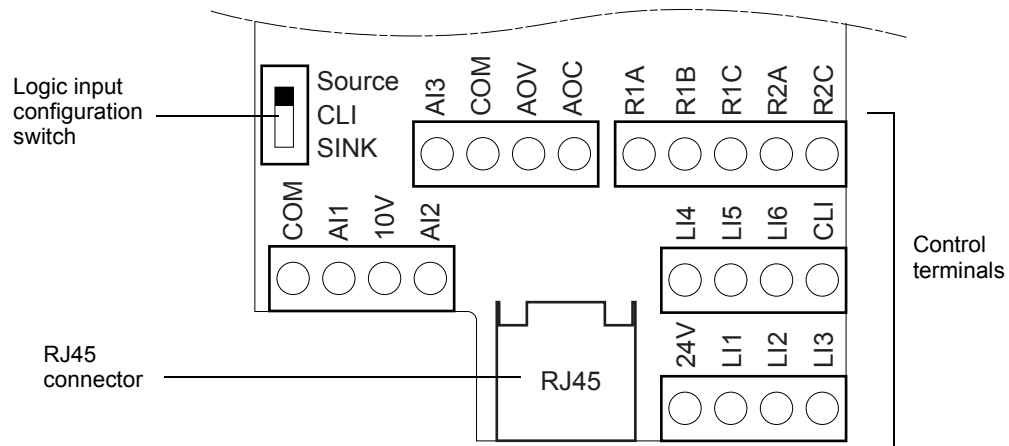 Logic input
configuration
switch
Source
CLI
SINK
AI3
COM
AOV
AOC
R1A
R1B
R1C
R2A
R2C
COM
AI1
10V
AI2
LI4
LI5
LI6
CLI
Control
terminals
RJ45
connector
RJ45
24V
LI1
LI2
LI3